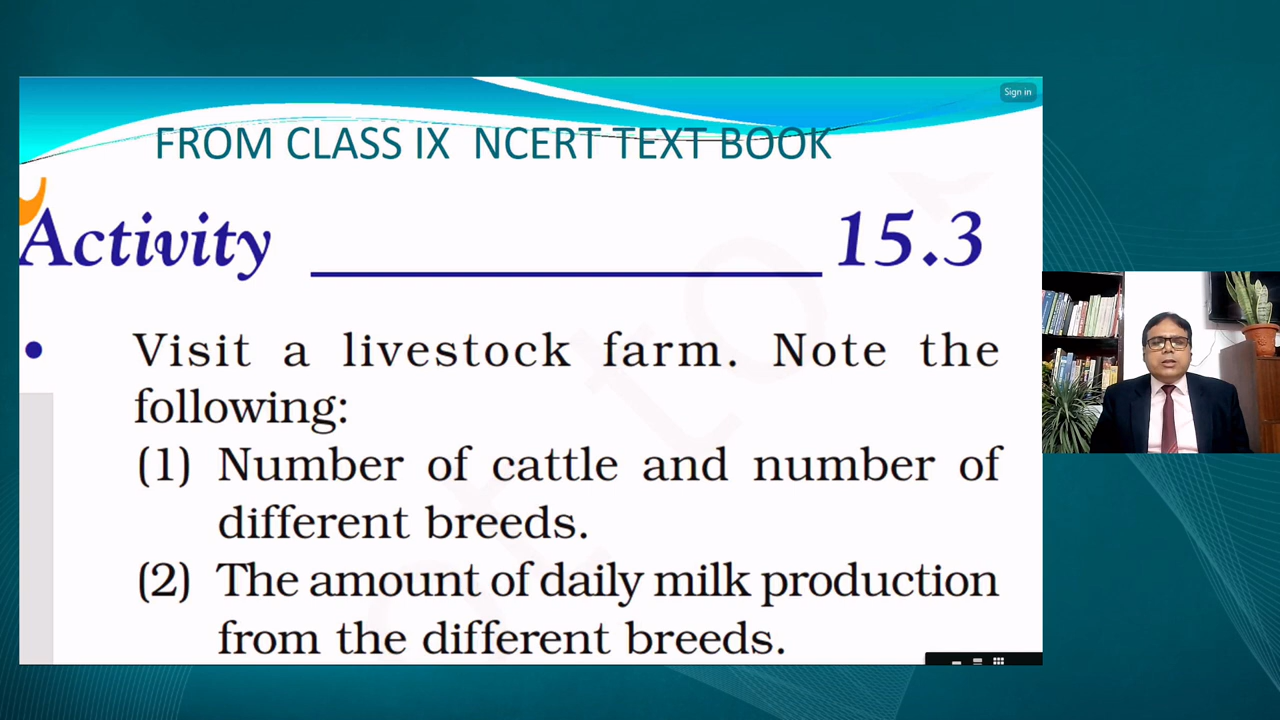 Sign in
FROM CLASS IX NCERT TEXT BOOK
Activity 15.3
• Visit a livestock farm. Note the
following:
(1) Number of cattle and number of
different breeds.
(2) The amount of daily milk production
from the different breeds.